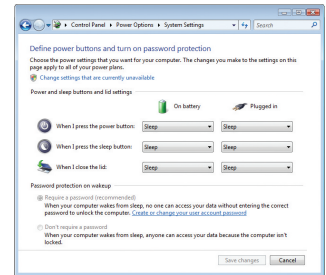 Control Panel ▸ Power Options ▸ System Settings
Search
Define power buttons and turn on password protection
Choose the power settings that you want for your computer. The changes you make to the settings on this
page apply to all of your power plans.
Change settings that are currently unavailable
Power and sleep buttons and lid settings
On battery Plugged in
When I press the power button: Sleep Sleep
When I press the sleep button: Sleep Sleep
When I close the lid: Sleep Sleep
Password protection on wakeup
Require a password (recommended)
When your computer wakes from sleep, no one can access your data without entering the correct
password to unlock the computer. Create or change your user account password
Don't require a password
When your computer wakes from sleep, anyone can access your data because the computer isn't
locked.
Save changes Cancel